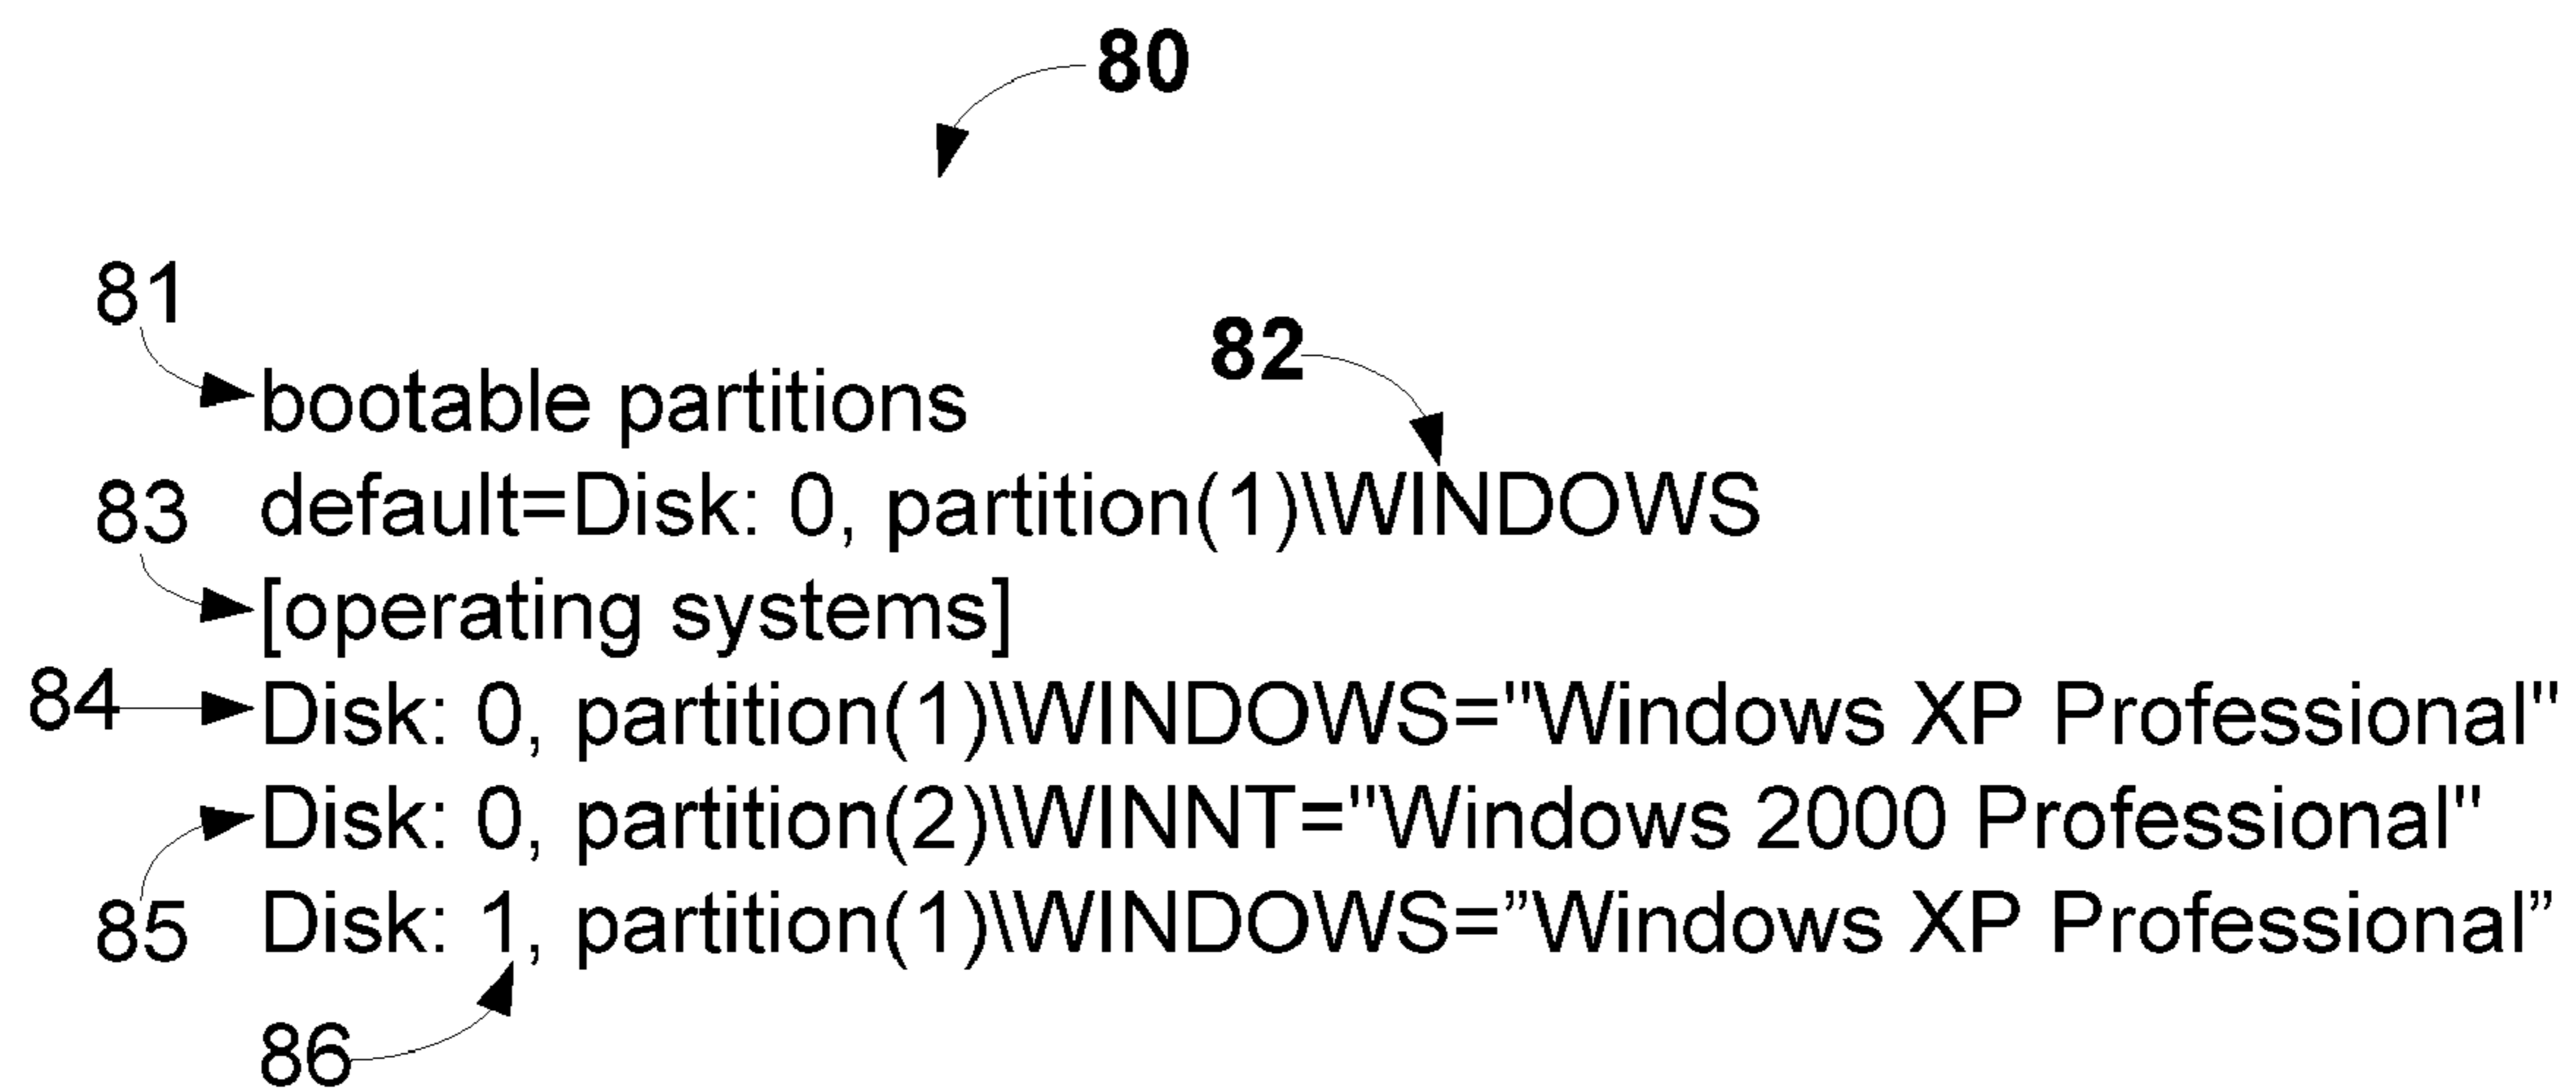 80
81
bootable partitions
82
default=Disk: 0, partition(1)\WINDOWS
83
[operating systems]
84 Disk: 0, partition(1)\WINDOWS="Windows XP Professional"
Disk: 0, partition(2)\WINNT="Windows 2000 Professional"
85 Disk: 1, partition(1)\WINDOWS=”Windows XP Professional”
86